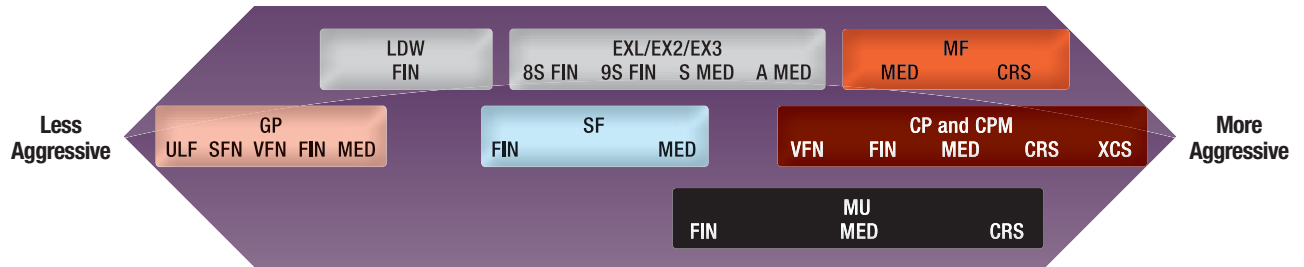 LDW
FIN
EXL/EX2/EX3
8S FIN 9S FIN S MED A MED
MF
MED CRS
Less
Aggressive
GP
ULF SFN VFN FIN MED
SF
FIN MED
CP and CPM
VFN FIN MED CRS XCS
More
Aggressive
MU
FIN MED CRS